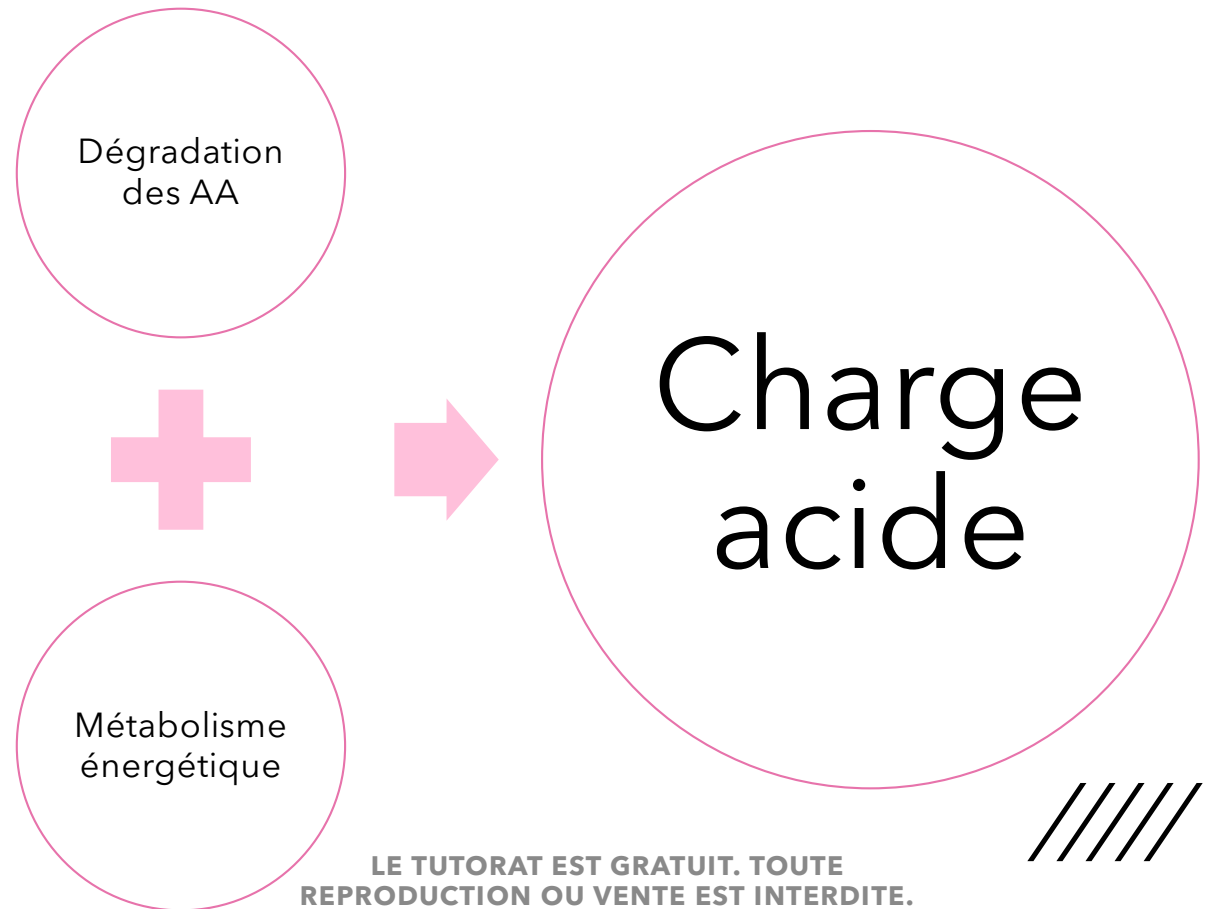 Dégradation
des AA
Métabolisme
énergétique
Charge
acide
LE TUTORAT EST GRATUIT. TOUTE
REPRODUCTION OU VENTE EST INTERDITE.